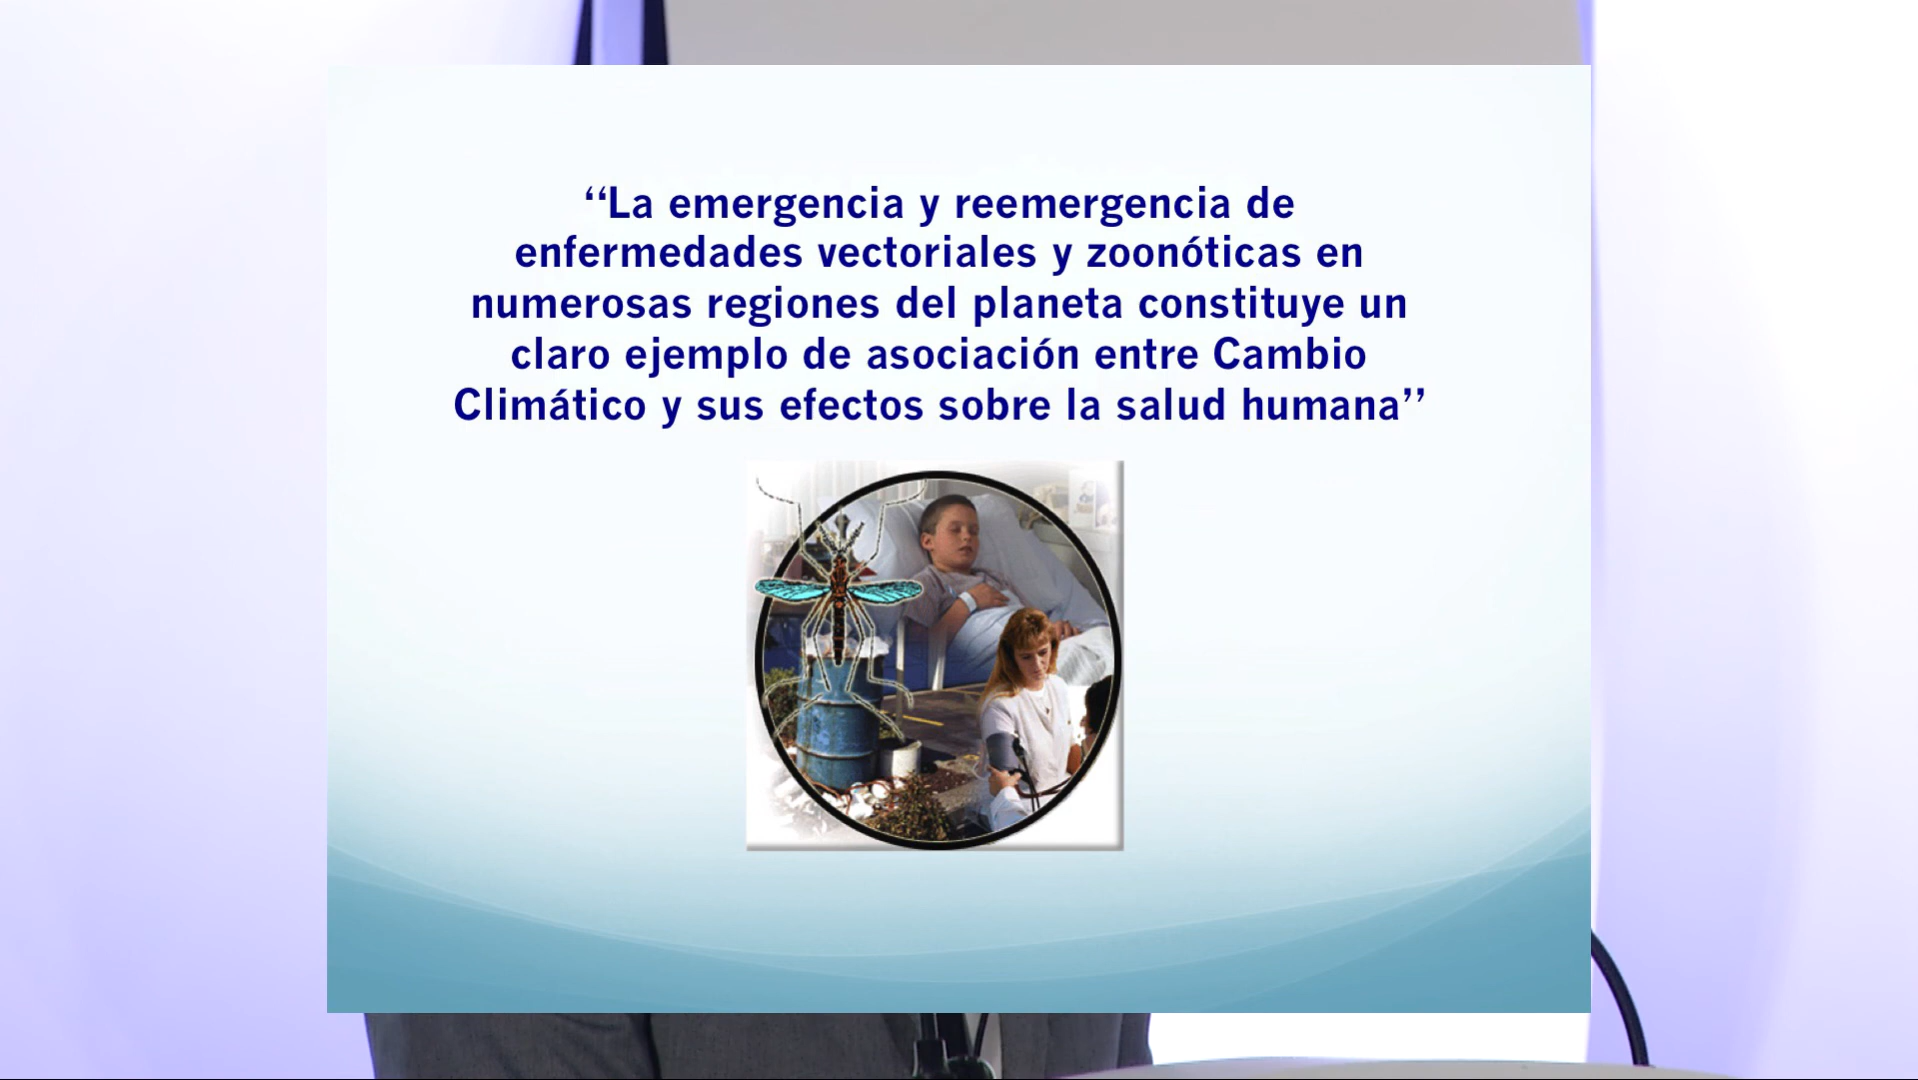 “La emergencia y reemergencia de
enfermedades vectoriales y zoonóticas en
numerosas regiones del planeta constituye un
claro ejemplo de asociación entre Cambio
Climático y sus efectos sobre la salud humana”